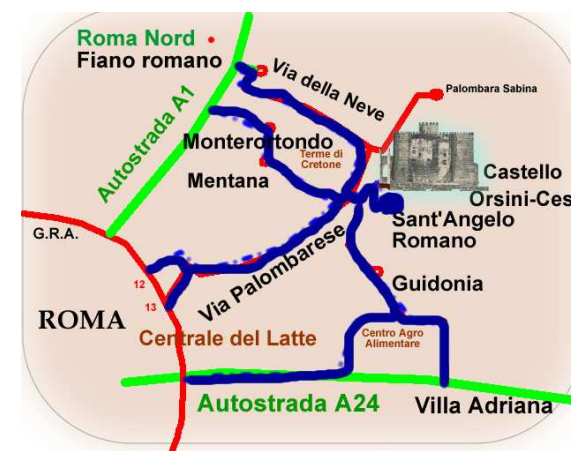 Roma Nord
Fiano romano
Via della Neve
Palombara Sabina
Autostrada A1
Monterortondo
Terme di
Cretone
Mentana
Castello
Orsini-Ces
Sant'Angelo
Romano
G.R.A.
Via Palombarese
12
13
Guidonia
ROMA
Centrale del Latte
Centro Agro
Alimentare
Autostrada A24
Villa Adriana